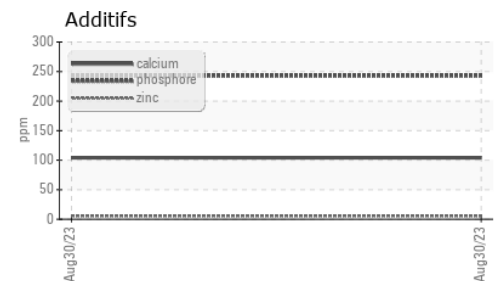 Additifs
300
250
200
150
100
50
0
ppm
calcium
phosphore
zinc
Aug30/23
Aug30/23